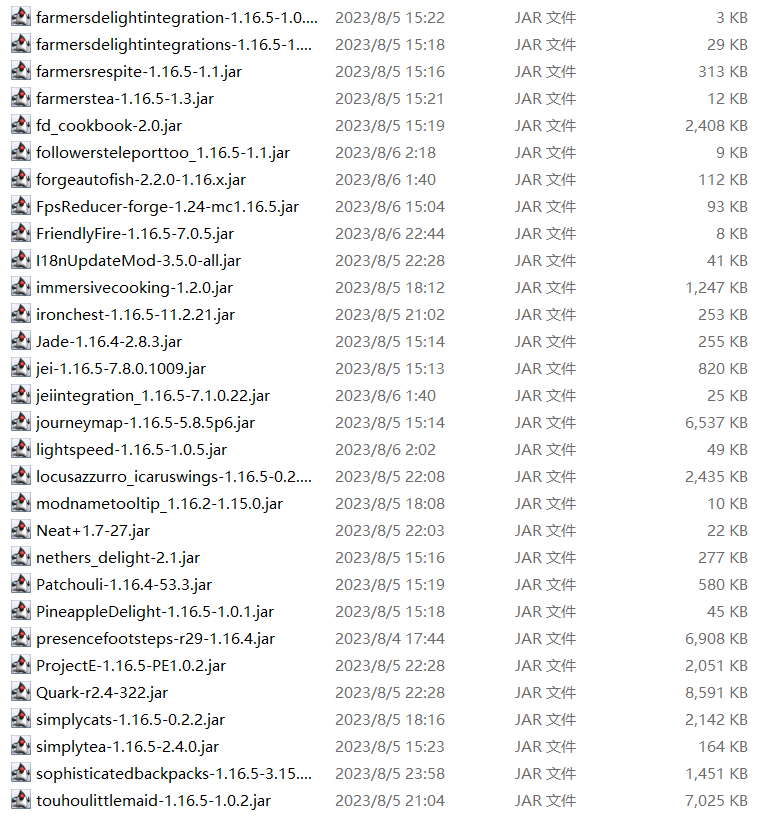 farmersdelightintegration-1.16.5-1.0.... 2023/8/5 15:22 JAR 文件 3 KB
farmersdelightintegrations-1.16.5-1.... 2023/8/5 15:18 JAR 文件 29 KB
farmersrespite-1.16.5-1.1.jar 2023/8/5 15:16 JAR 文件 313 KB
farmerstea-1.16.5-1.3.jar 2023/8/5 15:21 JAR 文件 12 KB
fd_cookbook-2.0.jar 2023/8/5 15:19 JAR 文件 2,408 KB
followersteleporttoo_1.16.5-1.1.jar 2023/8/6 2:18 JAR 文件 9 KB
forgeautofish-2.2.0-1.16.x.jar 2023/8/6 1:40 JAR 文件 112 KB
FpsReducer-forge-1.24-mc1.16.5.jar 2023/8/6 15:04 JAR 文件 93 KB
FriendlyFire-1.16.5-7.0.5.jar 2023/8/6 22:44 JAR 文件 8 KB
I18nUpdateMod-3.5.0-all.jar 2023/8/5 22:28 JAR 文件 41 KB
immersivecooking-1.2.0.jar 2023/8/5 18:12 JAR 文件 1,247 KB
ironchest-1.16.5-11.2.21.jar 2023/8/5 21:02 JAR 文件 253 KB
Jade-1.16.4-2.8.3.jar 2023/8/5 15:14 JAR 文件 255 KB
jei-1.16.5-7.8.0.1009.jar 2023/8/5 15:13 JAR 文件 820 KB
jeiintegration_1.16.5-7.1.0.22.jar 2023/8/6 1:40 JAR 文件 25 KB
journeymap-1.16.5-5.8.5p6.jar 2023/8/5 15:14 JAR 文件 6,537 KB
lightspeed-1.16.5-1.0.5.jar 2023/8/6 2:02 JAR 文件 49 KB
locusazzurro_icaruswings-1.16.5-0.2.... 2023/8/5 22:08 JAR 文件 2,435 KB
modnametooltip_1.16.2-1.15.0.jar 2023/8/5 18:08 JAR 文件 10 KB
Neat+1.7-27.jar 2023/8/5 22:03 JAR 文件 22 KB
nethers_delight-2.1.jar 2023/8/5 15:16 JAR 文件 277 KB
Patchouli-1.16.4-53.3.jar 2023/8/5 15:19 JAR 文件 580 KB
PineappleDelight-1.16.5-1.0.1.jar 2023/8/5 15:18 JAR 文件 45 KB
presencefootsteps-r29-1.16.4.jar 2023/8/4 17:44 JAR 文件 6,908 KB
ProjectE-1.16.5-PE1.0.2.jar 2023/8/5 22:28 JAR 文件 2,051 KB
Quark-r2.4-322.jar 2023/8/5 22:28 JAR 文件 8,591 KB
simplycats-1.16.5-0.2.2.jar 2023/8/5 18:16 JAR 文件 2,142 KB
simplytea-1.16.5-2.4.0.jar 2023/8/5 15:23 JAR 文件 164 KB
sophisticatedbackpacks-1.16.5-3.15.... 2023/8/5 23:58 JAR 文件 1,451 KB
touhoulittlemaid-1.16.5-1.0.2.jar 2023/8/5 21:04 JAR 文件 7,025 KB